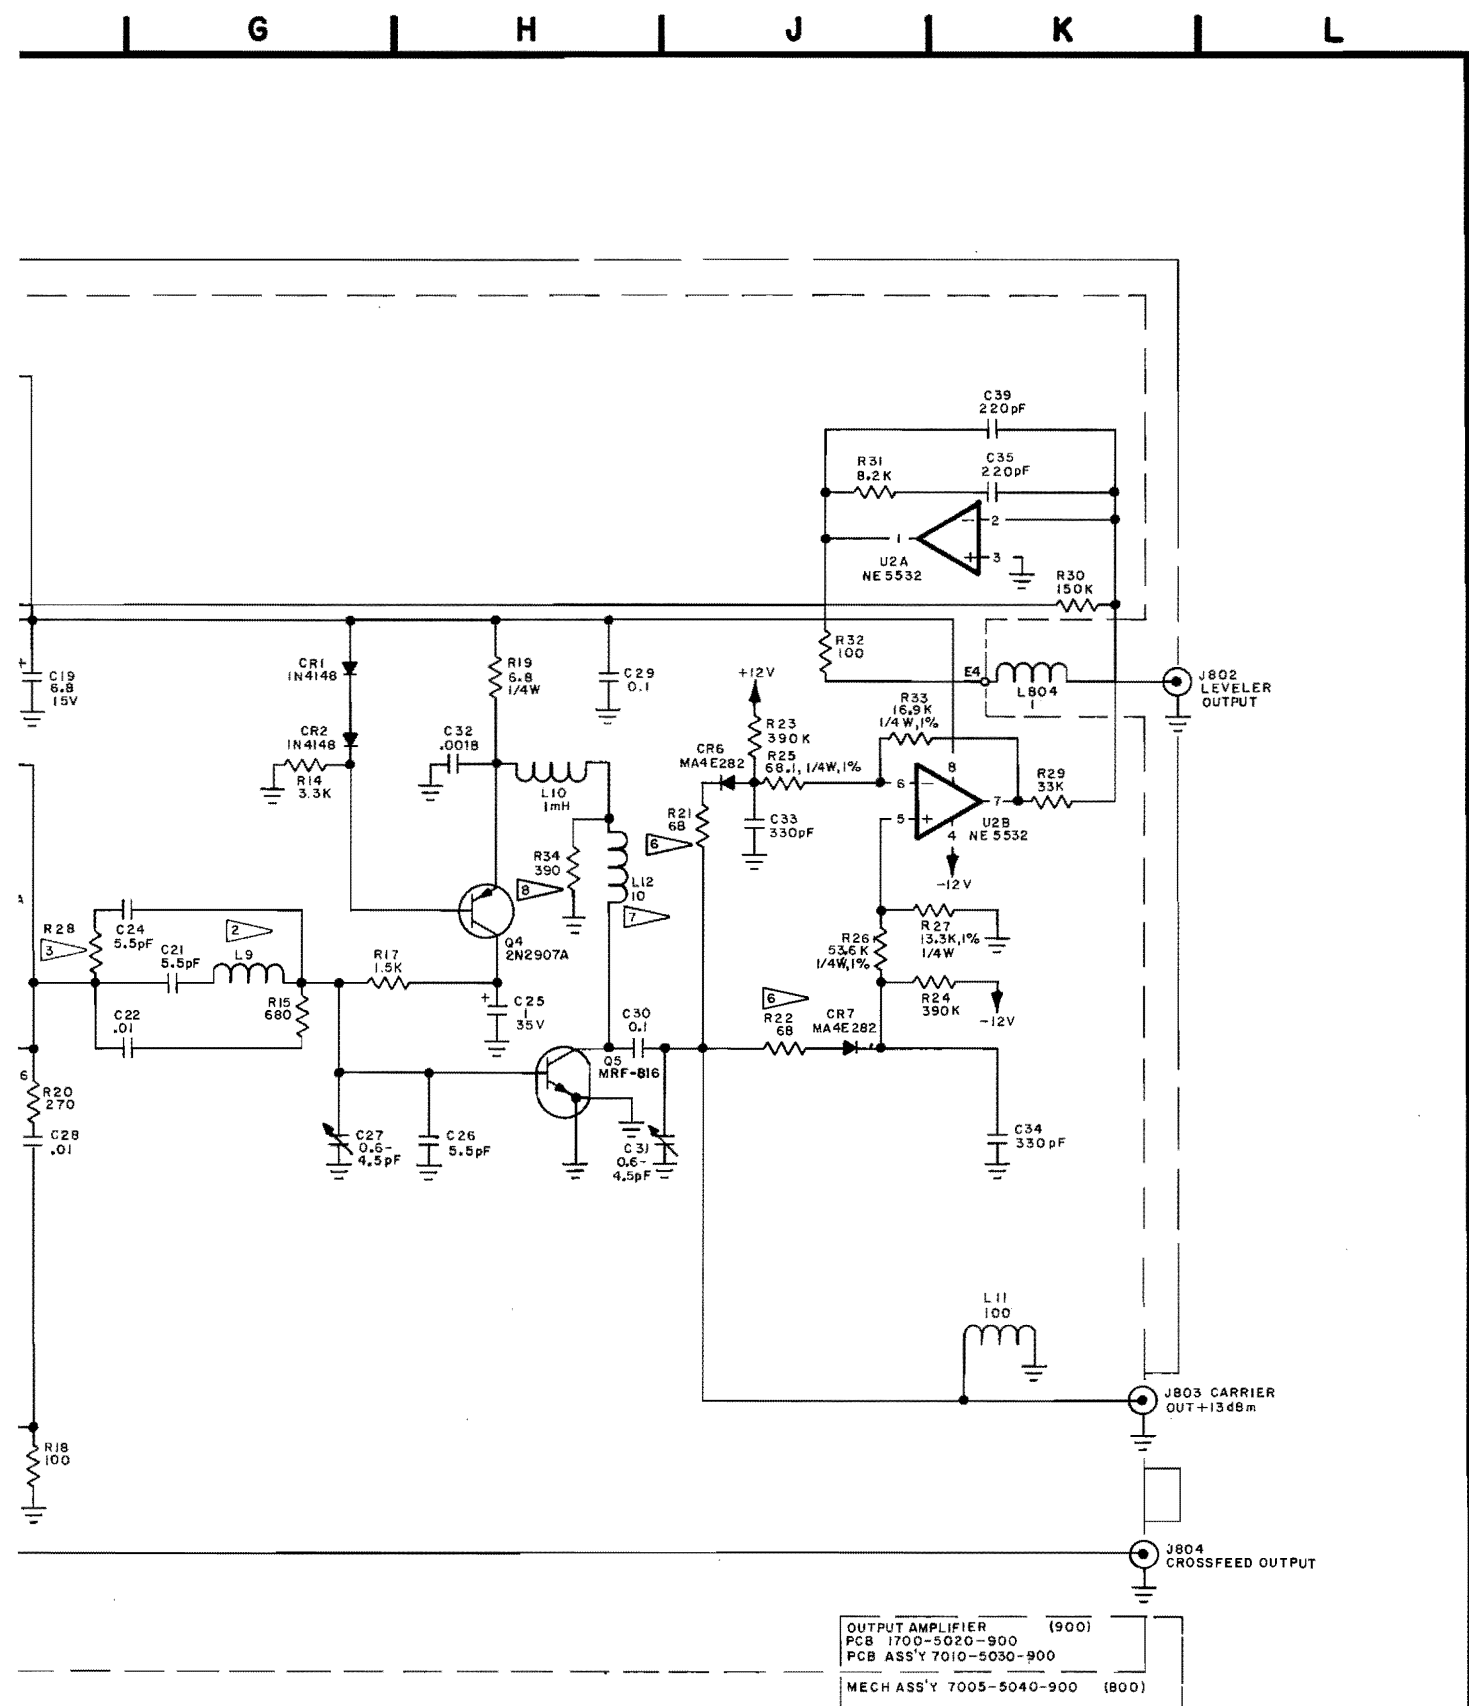 G H J K L
C39
220pF
R31
8.2K
C35
220pF
2
1
3
U2A
NE5532
R30
150K
+
C19
6.8
15V
CR1
1N4148
R19
6.8
1/4W
C29
0.1
R32
100
E4
L804
1
J802
LEVELER
OUTPUT
+12V
R33
16.9K
1/4W,1%
CR2
1N4148
R14
3.3K
C32
.0018
L10
1mH
CR6
MA4E282
R23
390K
R25
68.1, 1/4W,1%
6
8
7
5
4
U2B
NE5532
-12V
R29
33K
R21
68
6
C33
330pF
R34
390
8
L12
10
7
Q4
2N2907A
R28
3
C24
5.5pF
C21
5.5pF
2
L9
R17
1.5K
R15
680
C22
.01
+
C25
1
35V
C30
0.1
R26
53.6K
1/4W,1%
R27
13.3K,1%
1/4W
R24
390K
-12V
6
R22
68
CR7
MA4E282
Q5
MRF-816
6
R20
270
C28
.01
C27
0.6-
4.5pF
C26
5.5pF
C31
0.6-
4.5pF
C34
330pF
L11
100
J803 CARRIER
OUT+13dBm
R18
100
J804
CROSSFEED OUTPUT
OUTPUT AMPLIFIER (900)
PCB 1700-5020-900
PCB ASS'Y 7010-5030-900
MECH ASS'Y 7005-5040-900 (800)